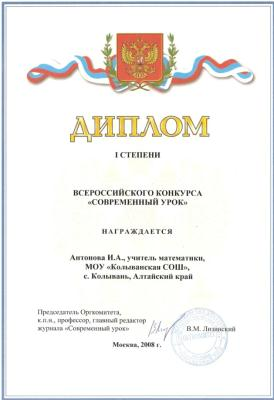 ДИПЛОМ
I СТЕПЕНИ
ВСЕРОССИЙСКОГО КОНКУРСА
«СОВРЕМЕННЫЙ УРОК»
НАГРАЖДАЕТСЯ
Антонова И.А., учитель математики,
МОУ «Колыванская СОШ»,
с. Колывань, Алтайский край
Председатель Оргкомитета,
к.п.н., профессор, главный редактор
журнала «Современный урок»
В.М. Лизинский
Москва, 2008 г.